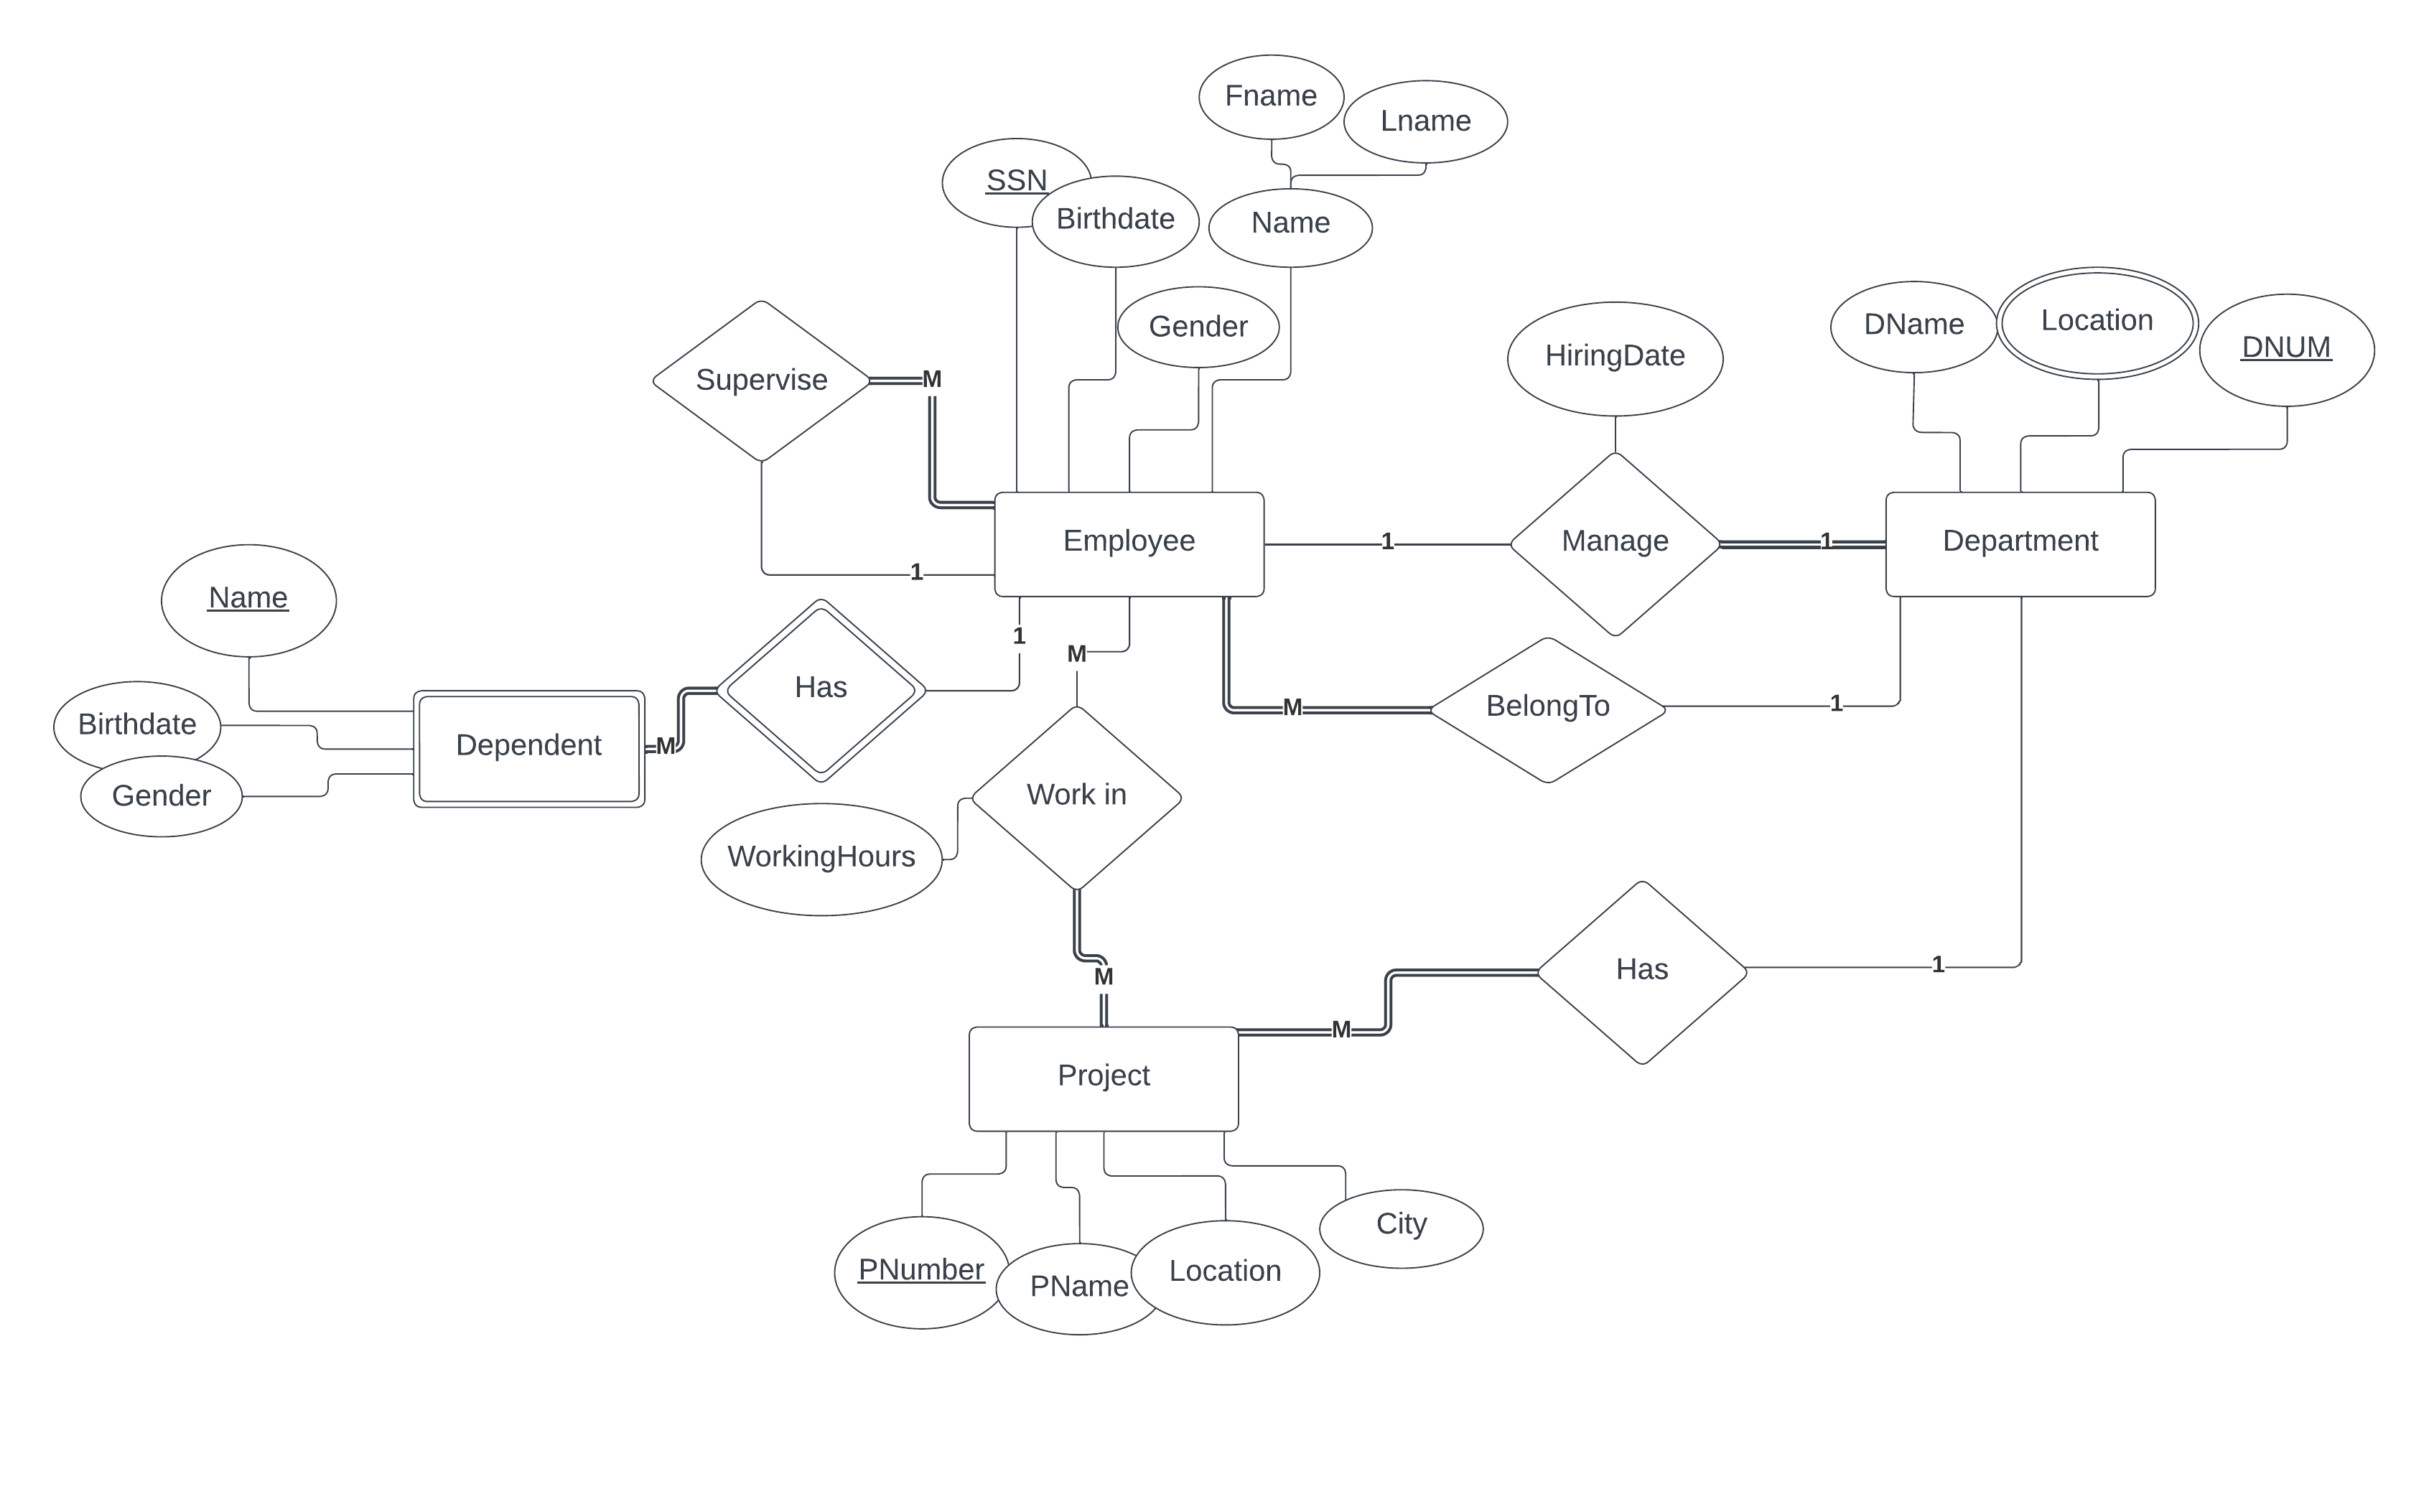 Fname
Lname
SSN
Birthdate
Name
Gender
HiringDate
DName
Location
DNUM
Supervise
M
Employee
1
Manage
1
Department
1
Name
1
M
Has
BelongTo
M
1
Birthdate
Dependent
M
Gender
Work in
WorkingHours
Has
1
M
M
Project
City
PNumber
PName
Location